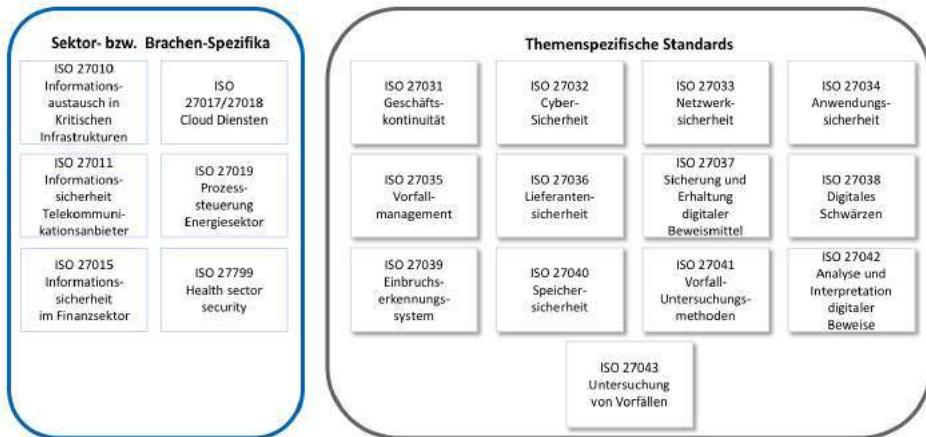 Sektor- bzw. Brachen-Spezifika
ISO 27010
Informations-
austausch in
Kritischen
Infrastrukturen
ISO
27017/27018
Cloud Diensten
ISO 27011
Informations-
sicherheit
Telekommuni-
kationsanbieter
ISO 27019
Prozess-
steuerung
Energiesektor
ISO 27015
Informations-
sicherheit
im Finanzsektor
ISO 27799
Health sector
security
Themenspezifische Standards
ISO 27031
Geschäfts-
kontinuität
ISO 27032
Cyber-
Sicherheit
ISO 27033
Netzwerk-
sicherheit
ISO 27034
Anwendungs-
sicherheit
ISO 27035
Vorfall-
management
ISO 27036
Lieferanten-
sicherheit
ISO 27037
Sicherung und
Erhaltung
digitaler
Beweismittel
ISO 27038
Digitales
Schwärzen
ISO 27039
Einbruchs-
erkennungs-
system
ISO 27040
Speicher-
sicherheit
ISO 27041
Vorfall-
Untersuchungs-
methoden
ISO 27042
Analyse und
Interpretation
digitaler
Beweise
ISO 27043
Untersuchung
von Vorfällen